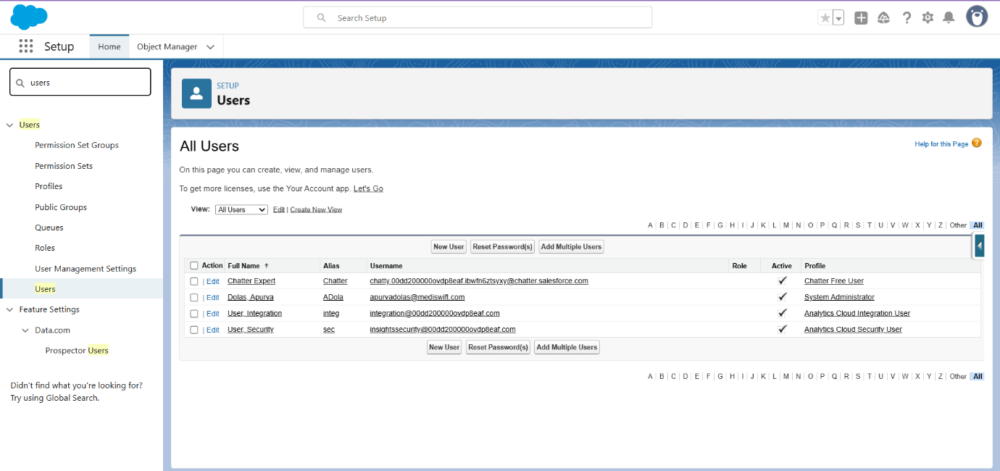 Search Setup
Setup
Home
Object Manager
users
Users
Permission Set Groups
Permission Sets
Profiles
Public Groups
Queues
Roles
User Management Settings
Users
Feature Settings
Data.com
Prospector Users
Didn't find what you're looking for?
Try using Global Search.
SETUP
Users
All Users
Help for this Page ?
On this page you can create, view, and manage users.
To get more licenses, use the Your Account app. Let's Go
View: All Users Edit | Create New View
A | B | C | D | E | F | G | H | I | J | K | L | M | N | O | P | Q | R | S | T | U | V | W | X | Y | Z | Other All
New User Reset Password(s) Add Multiple Users
Action Full Name ↑ Alias Username Role Active Profile
| Edit Chatter Expert Chatter chatty.00dd200000ovdp8eaf.ibwfn6ztsyxy@chatter.salesforce.com ✓ Chatter Free User
| Edit Dolas, Apurva ADola apurvadolas@mediswift.com ✓ System Administrator
| Edit User, Integration integ integration@00dd200000ovdp8eaf.com ✓ Analytics Cloud Integration User
| Edit User, Security sec insightssecurity@00dd200000ovdp8eaf.com ✓ Analytics Cloud Security User
New User Reset Password(s) Add Multiple Users
A | B | C | D | E | F | G | H | I | J | K | L | M | N | O | P | Q | R | S | T | U | V | W | X | Y | Z | Other All